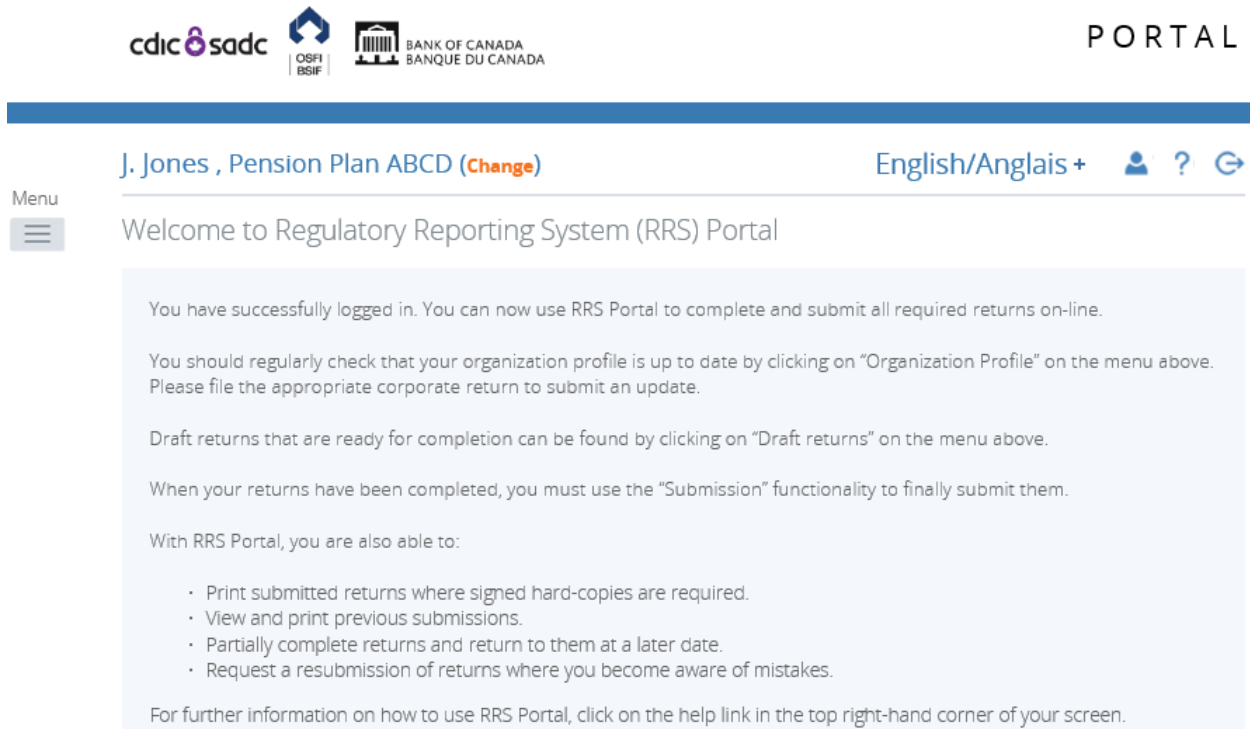 cdic sadc
OSFI
BSIF
BANK OF CANADA
BANQUE DU CANADA
PORTAL
J. Jones , Pension Plan ABCD (Change)
English/Anglais +
?
Menu
Welcome to Regulatory Reporting System (RRS) Portal
You have successfully logged in. You can now use RRS Portal to complete and submit all required returns on-line.
You should regularly check that your organization profile is up to date by clicking on “Organization Profile” on the menu above.
Please file the appropriate corporate return to submit an update.
Draft returns that are ready for completion can be found by clicking on “Draft returns” on the menu above.
When your returns have been completed, you must use the “Submission” functionality to finally submit them.
With RRS Portal, you are also able to:
· Print submitted returns where signed hard-copies are required.
· View and print previous submissions.
· Partially complete returns and return to them at a later date.
· Request a resubmission of returns where you become aware of mistakes.
For further information on how to use RRS Portal, click on the help link in the top right-hand corner of your screen.